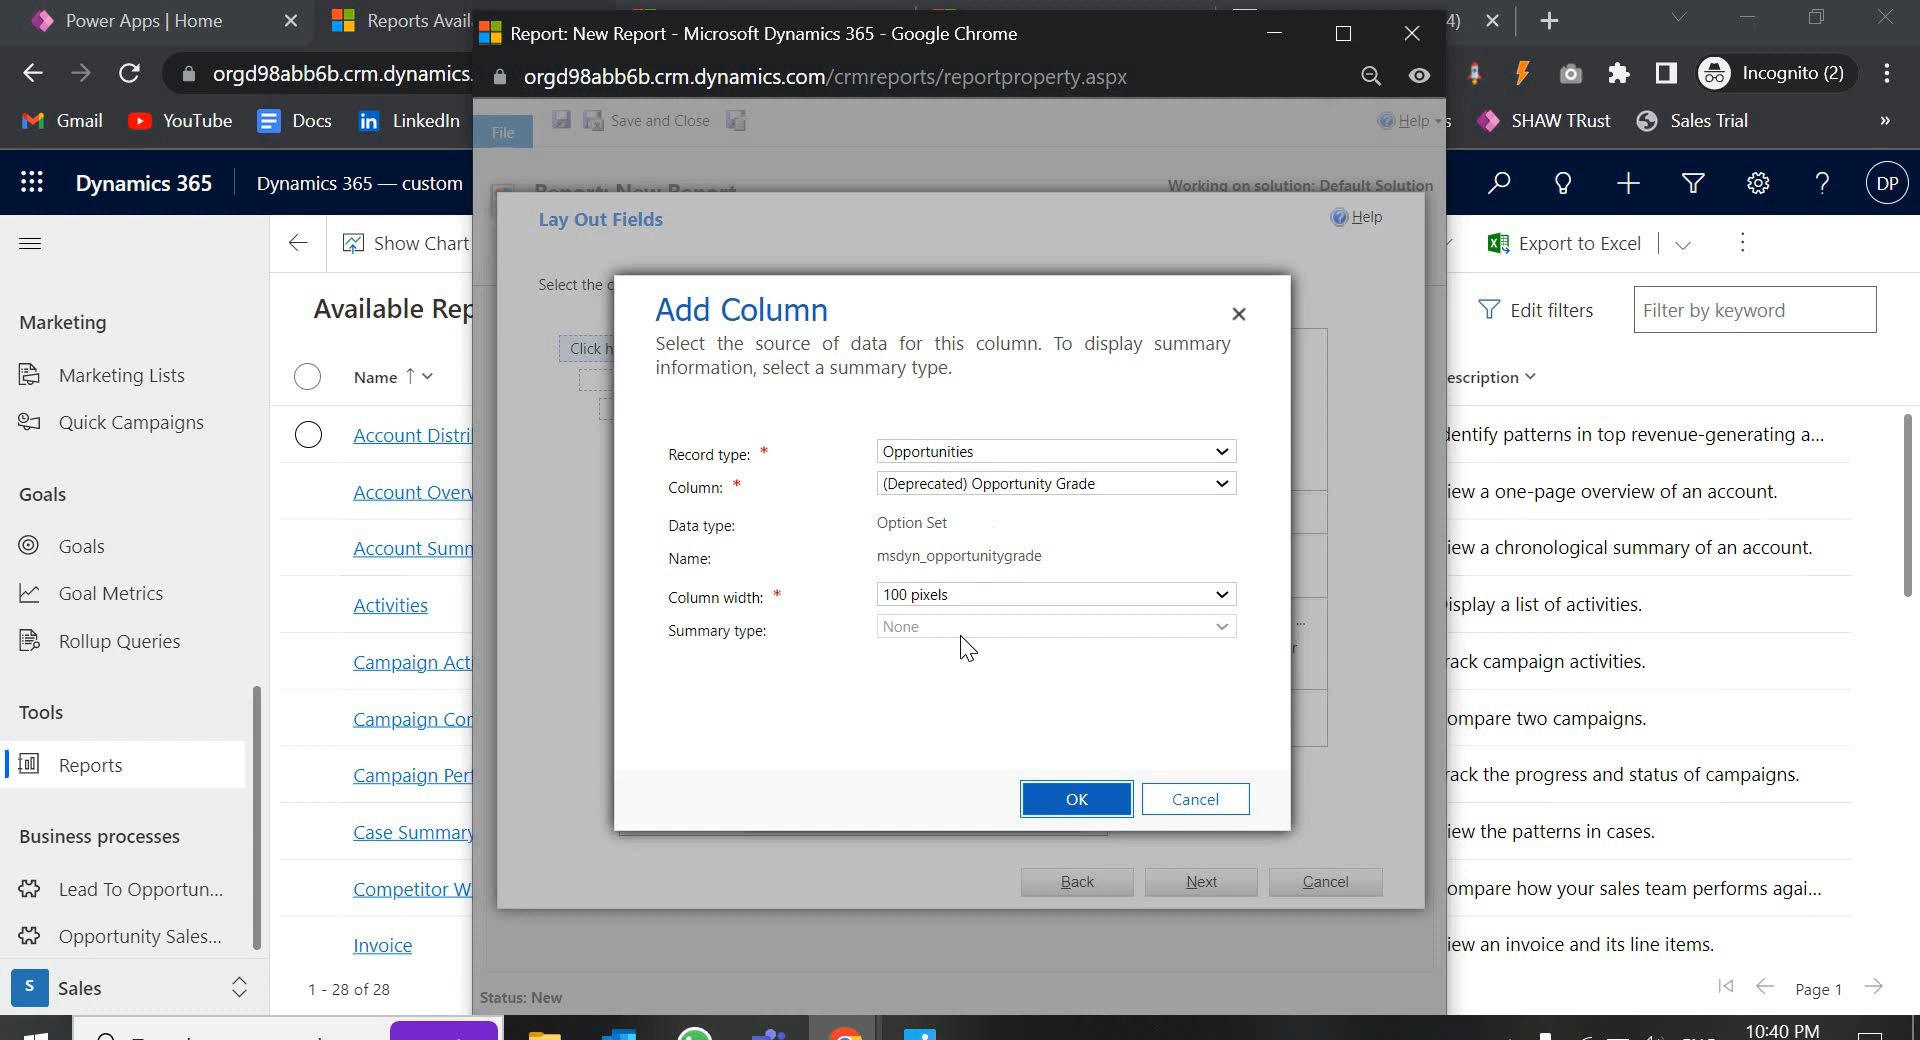 Power Apps | Home
Reports Avail
Report: New Report - Microsoft Dynamics 365 - Google Chrome
4)
orgd98abb6b.crm.dynamics.
orgd98abb6b.crm.dynamics.com/crmreports/reportproperty.aspx
Incognito (2)
Gmail
YouTube
Docs
LinkedIn
File
Save and Close
Help
s
SHAW TRust
Sales Trial
»
Dynamics 365
Dynamics 365 — custom
Report: New Report
Working on solution: Default Solution
DP
Lay Out Fields
Help
Show Chart
Export to Excel
Select the c
Marketing
Available Rep
Edit filters
Filter by keyword
Add Column
Select the source of data for this column. To display summary
information, select a summary type.
Click h
Marketing Lists
Name
escription
Quick Campaigns
Account Distri
dentify patterns in top revenue-generating a...
Record type: *
Opportunities
Column: *
(Deprecated) Opportunity Grade
Goals
Account Overv
iew a one-page overview of an account.
Data type:
Option Set
Goals
Account Summ
iew a chronological summary of an account.
Name:
msdyn_opportunitygrade
Goal Metrics
Activities
isplay a list of activities.
Column width: *
100 pixels
Summary type:
None
...
r
Rollup Queries
Campaign Acti
rack campaign activities.
Tools
Campaign Cor
ompare two campaigns.
Reports
Campaign Perf
rack the progress and status of campaigns.
OK
Cancel
Business processes
Case Summary
iew the patterns in cases.
Lead To Opportun...
Competitor W
Back
Next
Cancel
ompare how your sales team performs agai...
Opportunity Sales...
Invoice
iew an invoice and its line items.
S
Sales
1 - 28 of 28
Status: New
Page 1
10:40 PM